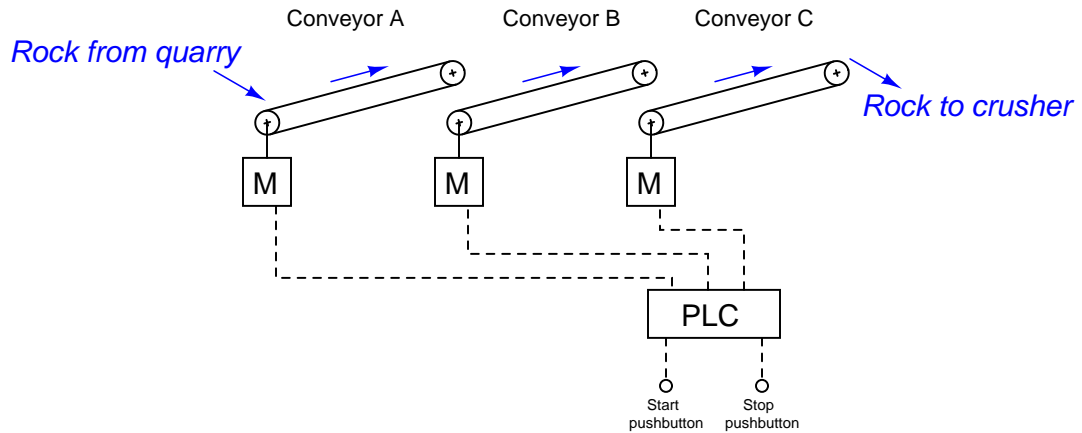 Conveyor A
Conveyor B
Conveyor C
Rock from quarry
Rock to crusher
M
M
M
PLC
Start
pushbutton
Stop
pushbutton